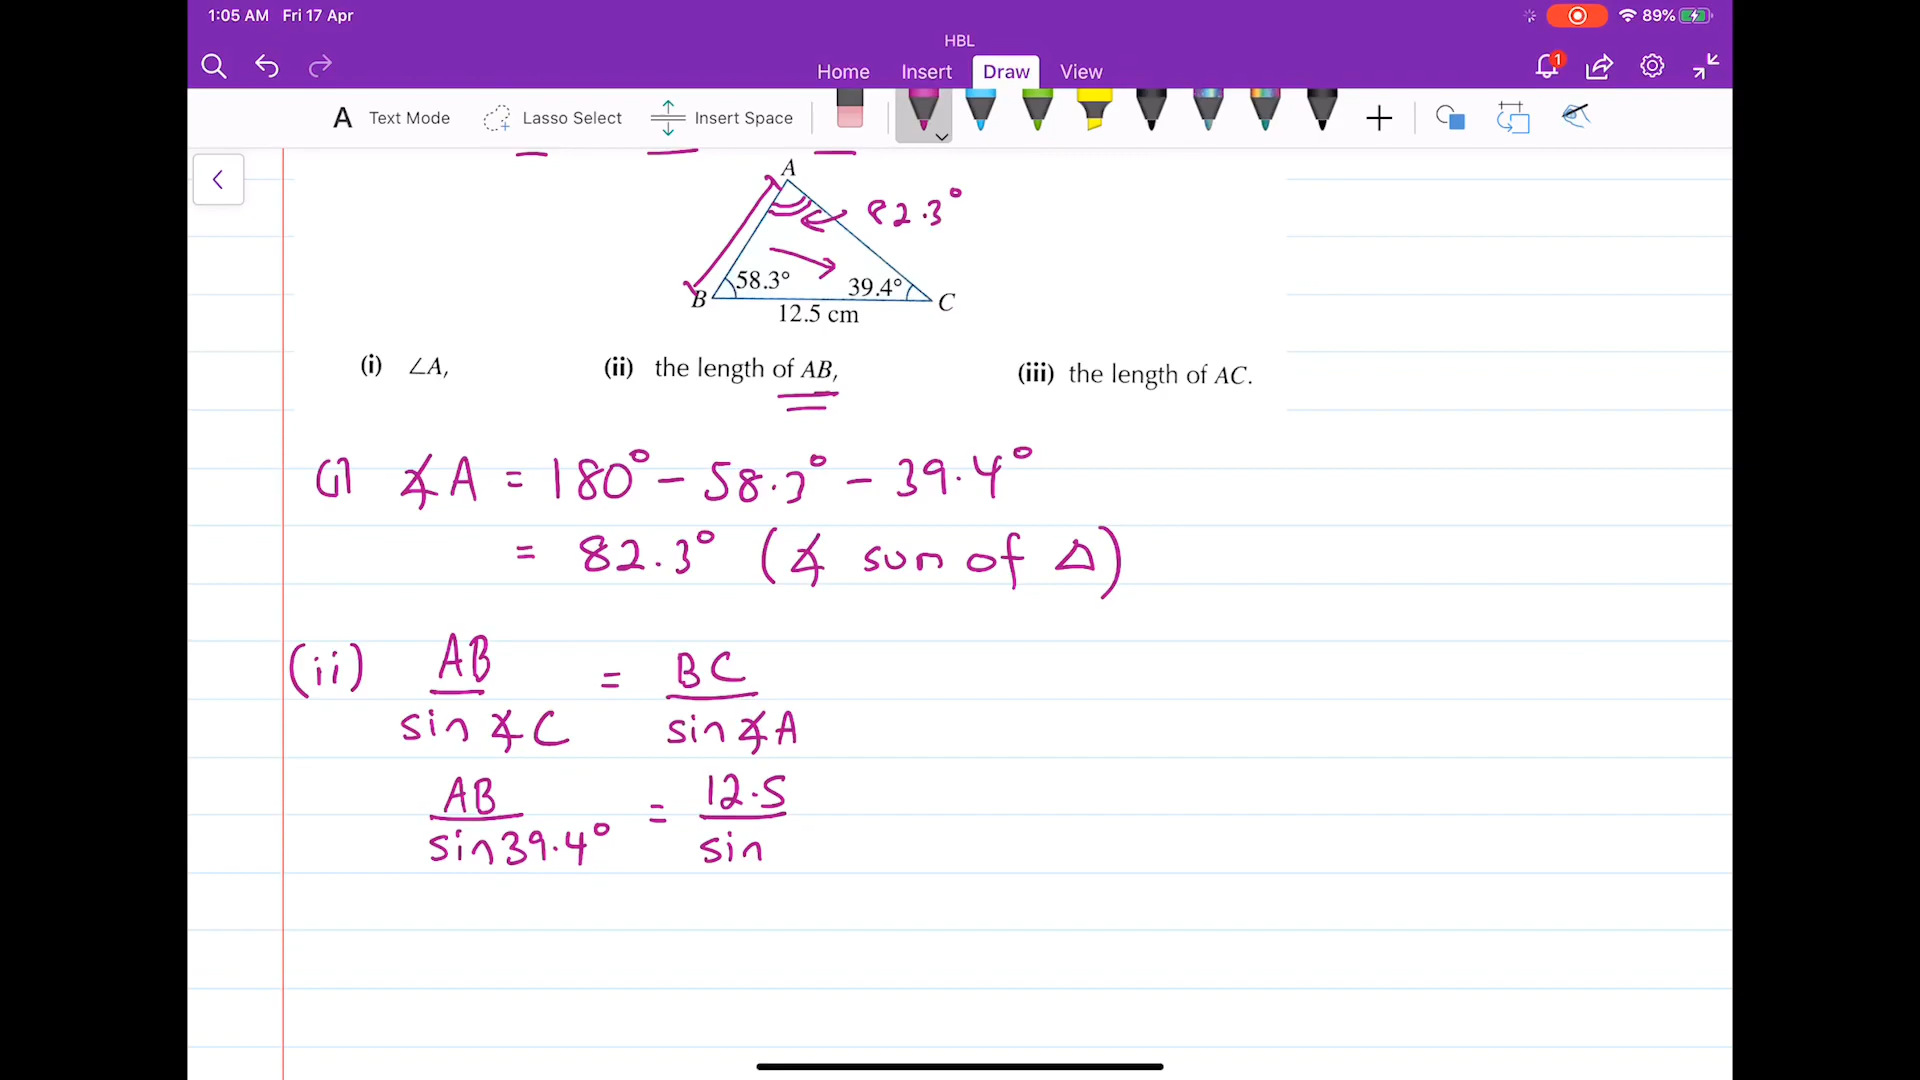 1:05 AM Fri 17 Apr
89%
HBL
Home Insert Draw View
1
A Text Mode Lasso Select Insert Space
A
82.3°
58.3° 39.4°
B C
12.5 cm
(i) ∠A, (ii) the length of AB, (iii) the length of AC.
(i) ∡A = 180° - 58.3° - 39.4°
= 82.3° (∡ sum of Δ)
(ii) AB = BC
sin ∡C sin ∡A
AB = 12.5
sin 39.4° sin